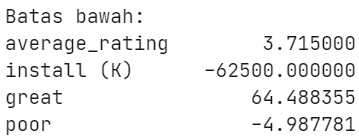 Batas bawah:
average_rating        3.715000
install (K)      -62500.000000
great                64.488355
poor                 -4.987781